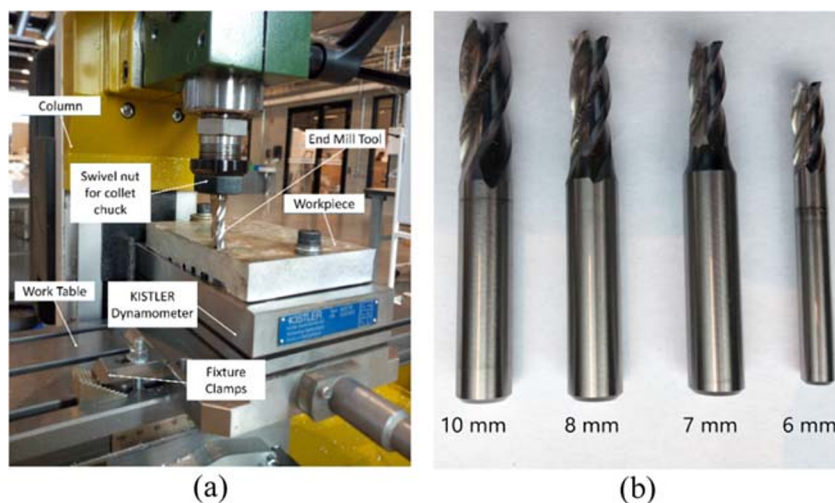 Column
End Mill Tool
Swivel nut
for collet
chuck
Workpiece
Work Table
KISTLER
Dynamometer
KISTLER
Fixture
Clamps
10 mm
8 mm
7 mm
6 mm
(a)
(b)